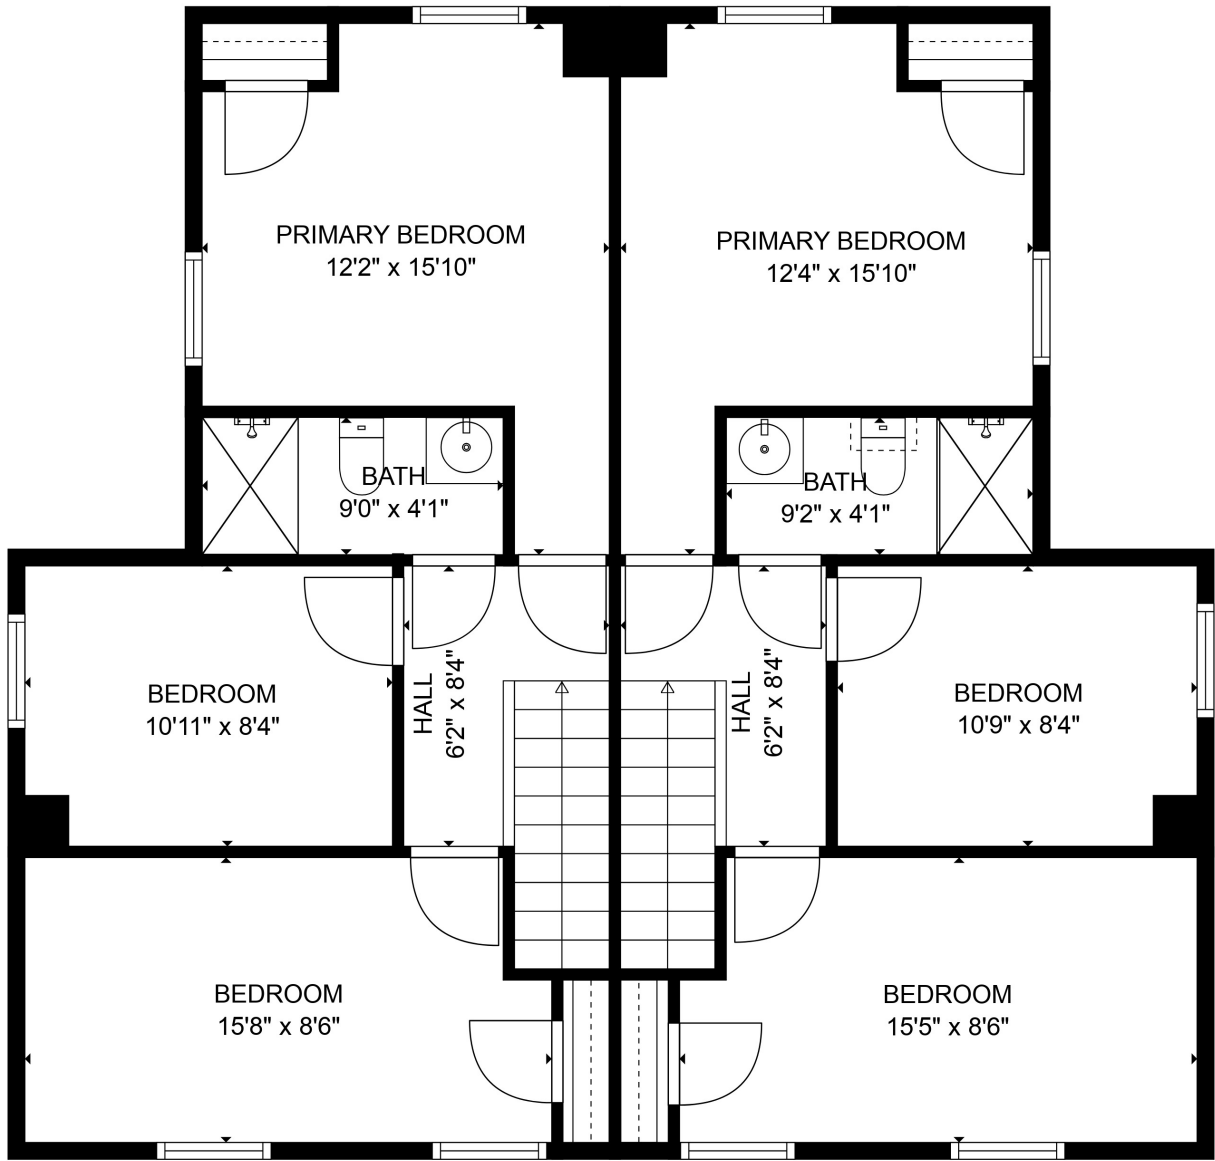 PRIMARY BEDROOM
12'2" x 15'10"
PRIMARY BEDROOM
12'4" x 15'10"
BATH
9'0" x 4'1"
BATH
9'2" x 4'1"
BEDROOM
10'11" x 8'4"
HALL
6'2" x 8'4"
HALL
6'2" x 8'4"
BEDROOM
10'9" x 8'4"
BEDROOM
15'8" x 8'6"
BEDROOM
15'5" x 8'6"